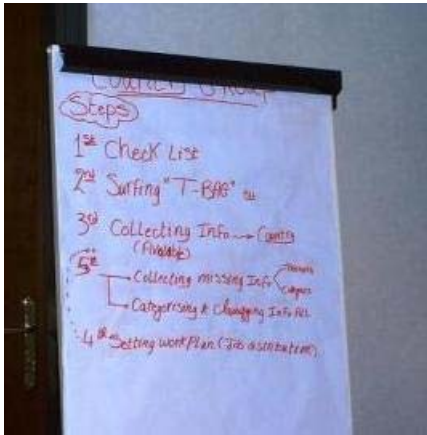 Steps
1st Check List
2nd Surfing "T-BAG"
3rd Collecting Info → Country
(Available)
5th
Collecting missing Info
Categorising & Info
4th Setting work Plan (Job distribution)